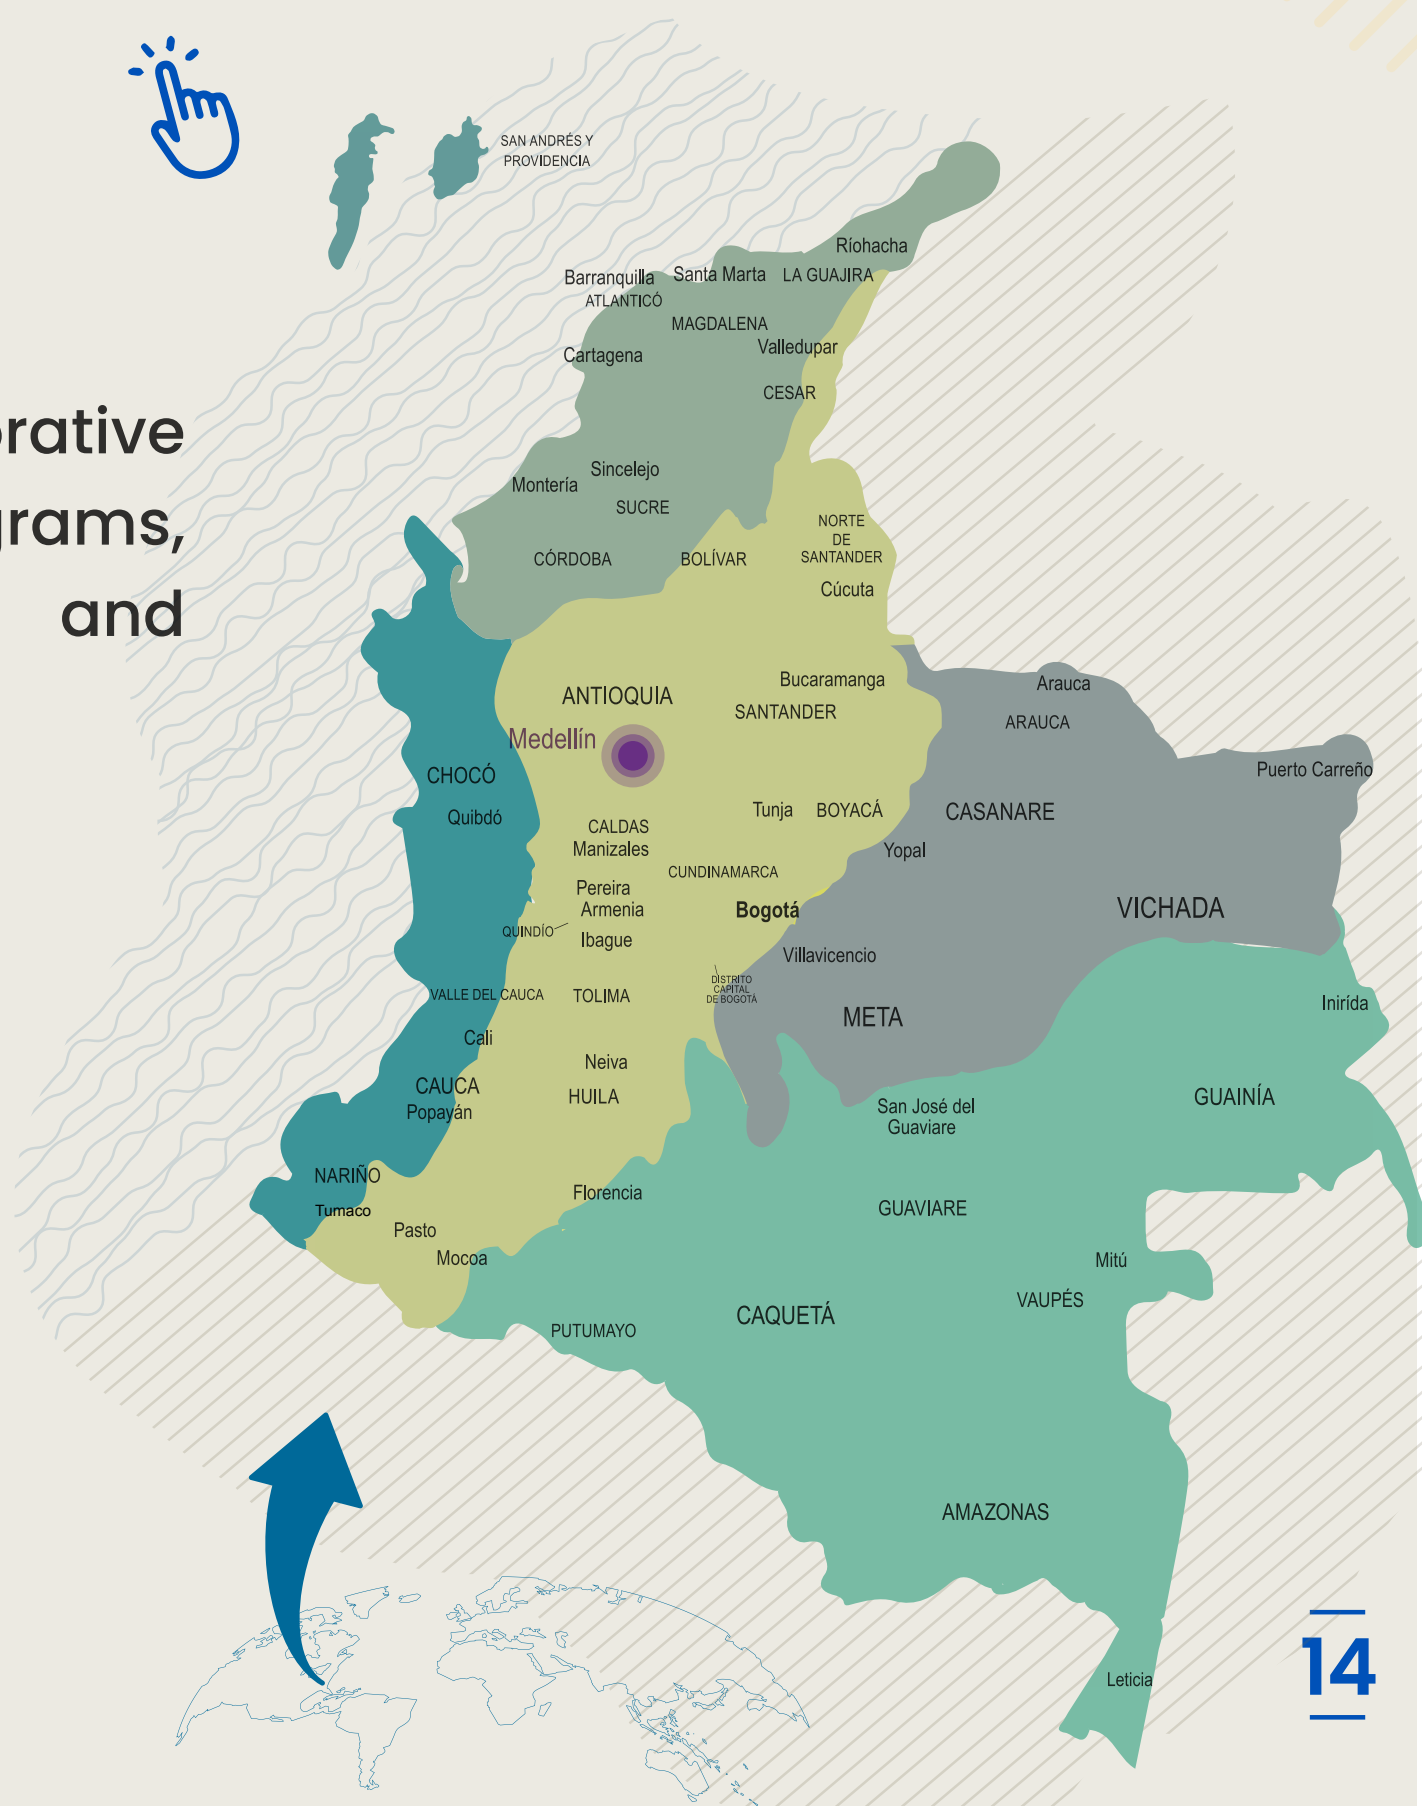 SAN ANDRÉS Y
PROVIDENCIA
Ríohacha
Barranquilla
Santa Marta
LA GUAJIRA
ATLANTICÓ
MAGDALENA
Valledupar
Cartagena
CESAR
orative
grams,
and
Sincelejo
Montería
SUCRE
NORTE
DE
SANTANDER
CÓRDOBA
BOLÍVAR
Cúcuta
Bucaramanga
Arauca
ANTIOQUIA
SANTANDER
ARAUCA
Medellín
CHOCÓ
Puerto Carreño
Quibdó
Tunja
BOYACÁ
CASANARE
CALDAS
Manizales
Yopal
CUNDINAMARCA
Pereira
Armenia
Bogotá
VICHADA
QUINDÍO
Ibague
Villavicencio
DISTRITO
CAPITAL
DE BOGOTÁ
VALLE DEL CAUCA
TOLIMA
META
Inirída
Cali
Neiva
CAUCA
HUILA
Popayán
San José del
Guaviare
GUAINÍA
NARIÑO
Florencia
Tumaco
GUAVIARE
Pasto
Mocoa
Mitú
VAUPÉS
CAQUETÁ
PUTUMAYO
AMAZONAS
14
Leticia